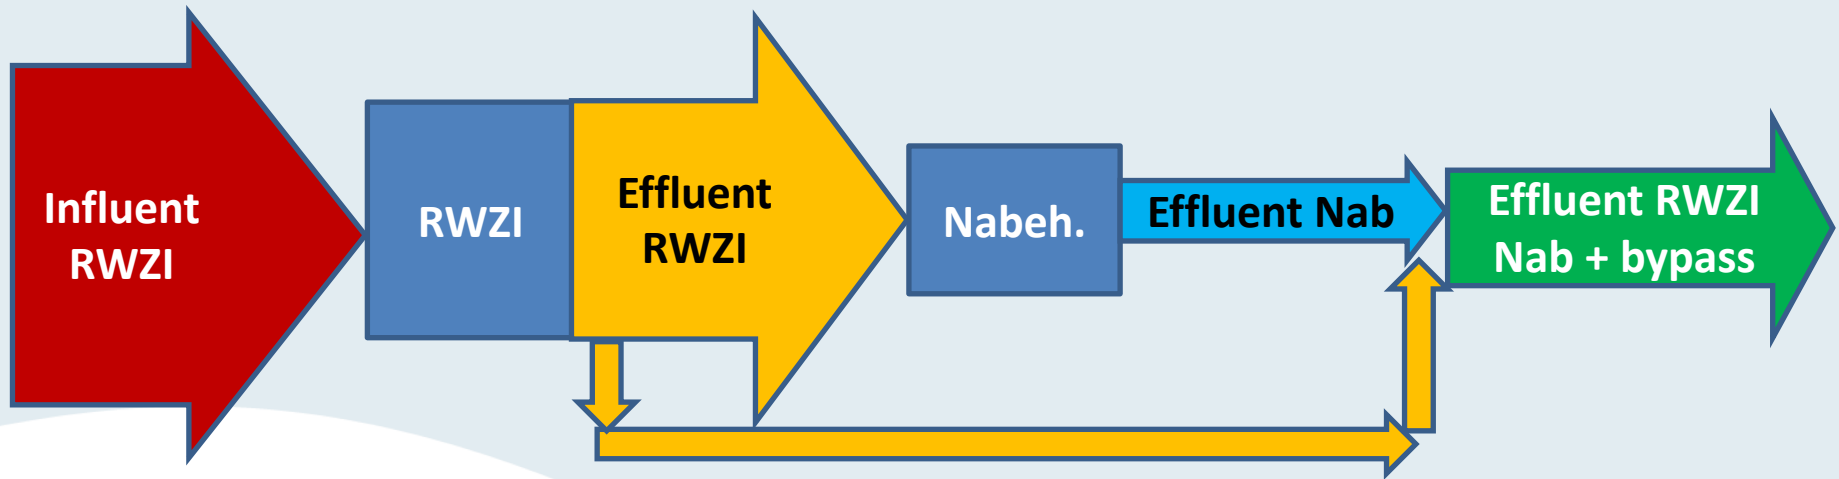 Influent
RWZI
RWZI
Effluent
RWZI
Nabeh.
Effluent Nab
Effluent RWZI
Nab + bypass